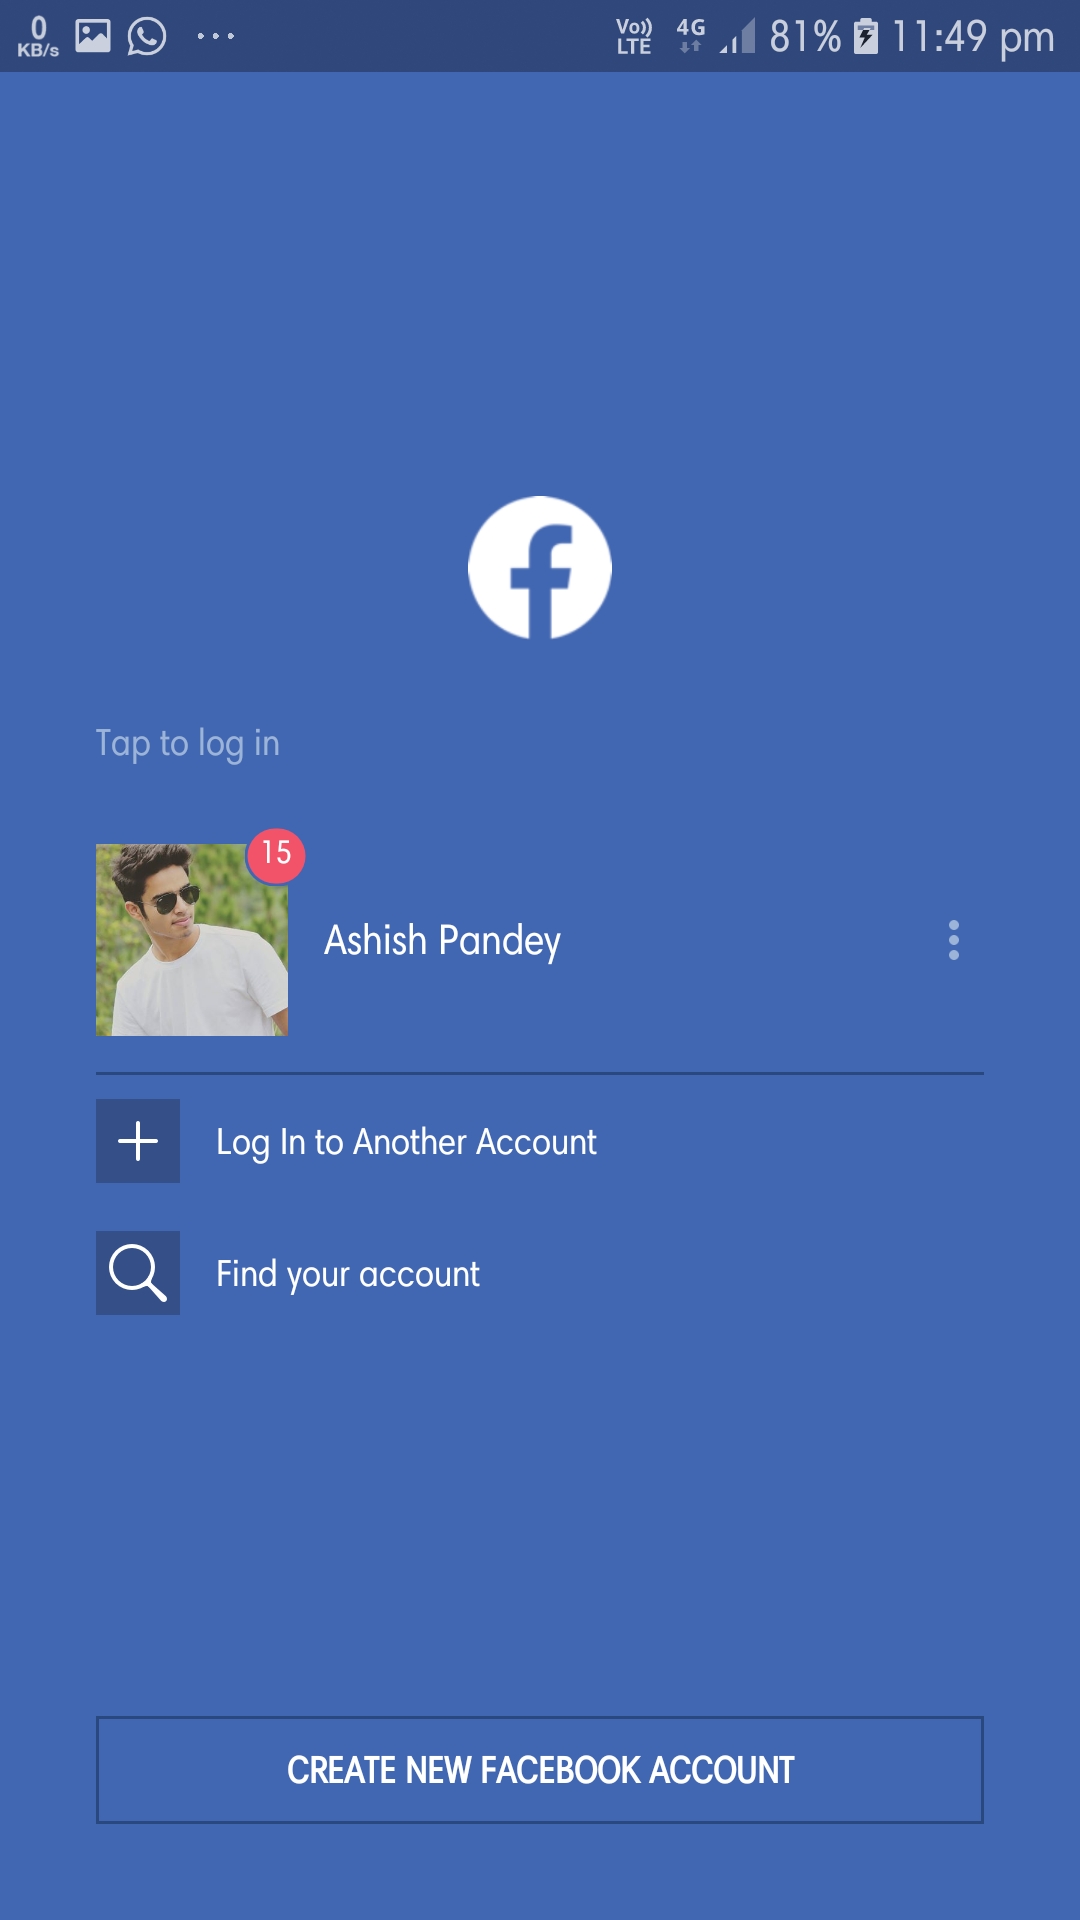 0 KB/s ... Vo)) LTE 4G 81% 11:49 pm
Tap to log in
15
Ashish Pandey
Log In to Another Account
Find your account
CREATE NEW FACEBOOK ACCOUNT